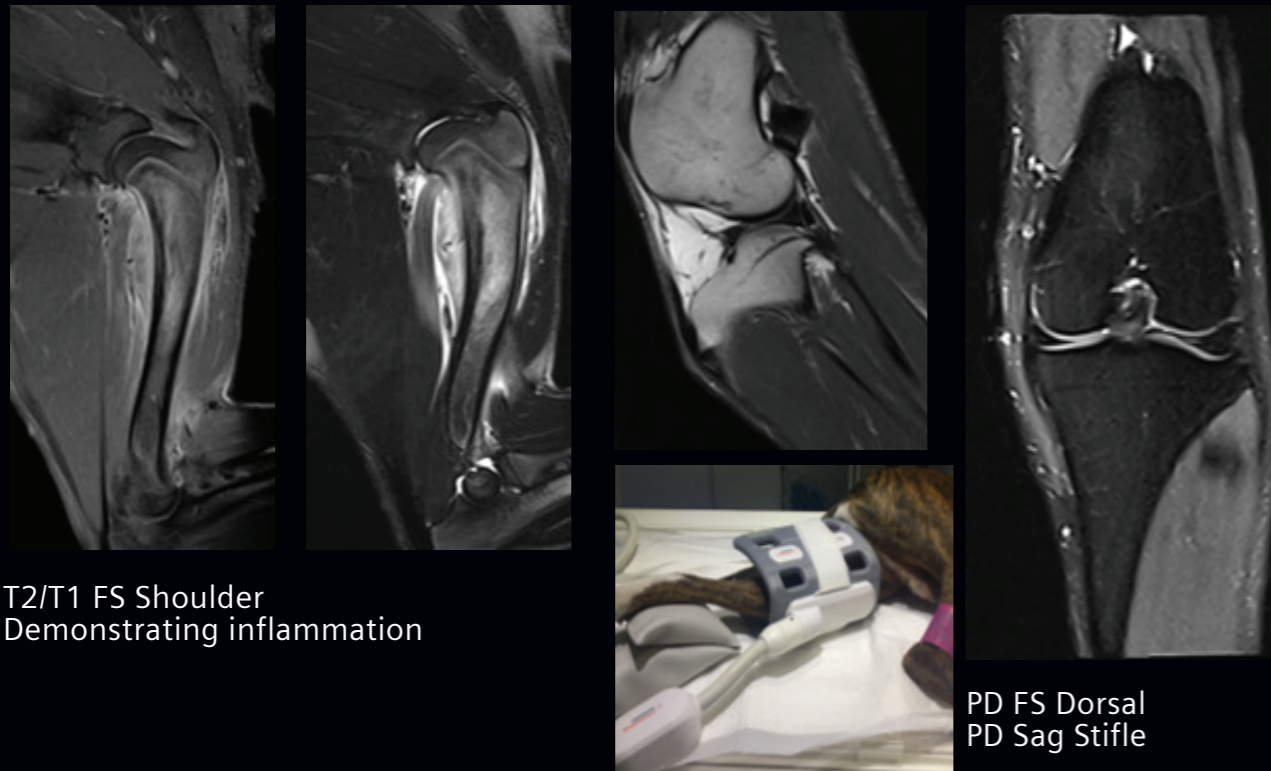 T2/T1 FS Shoulder
Demonstrating inflammation
PD FS Dorsal
PD Sag Stifle